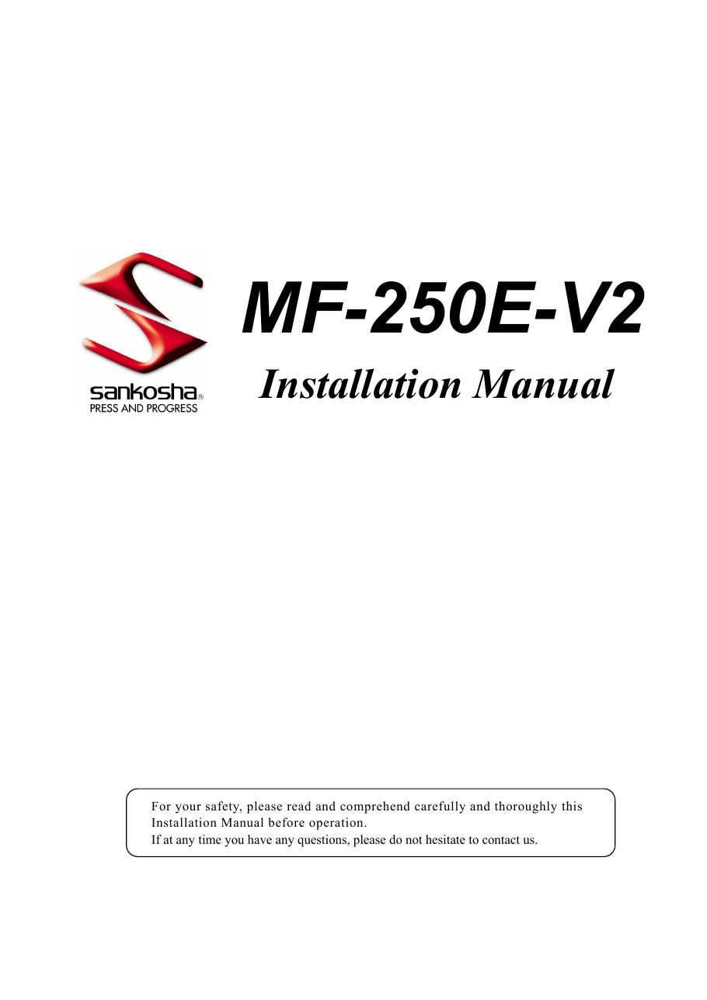 MF-250E-V2
Installation Manual
sankosha®
PRESS AND PROGRESS
For your safety, please read and comprehend carefully and thoroughly this
Installation Manual before operation.
If at any time you have any questions, please do not hesitate to contact us.